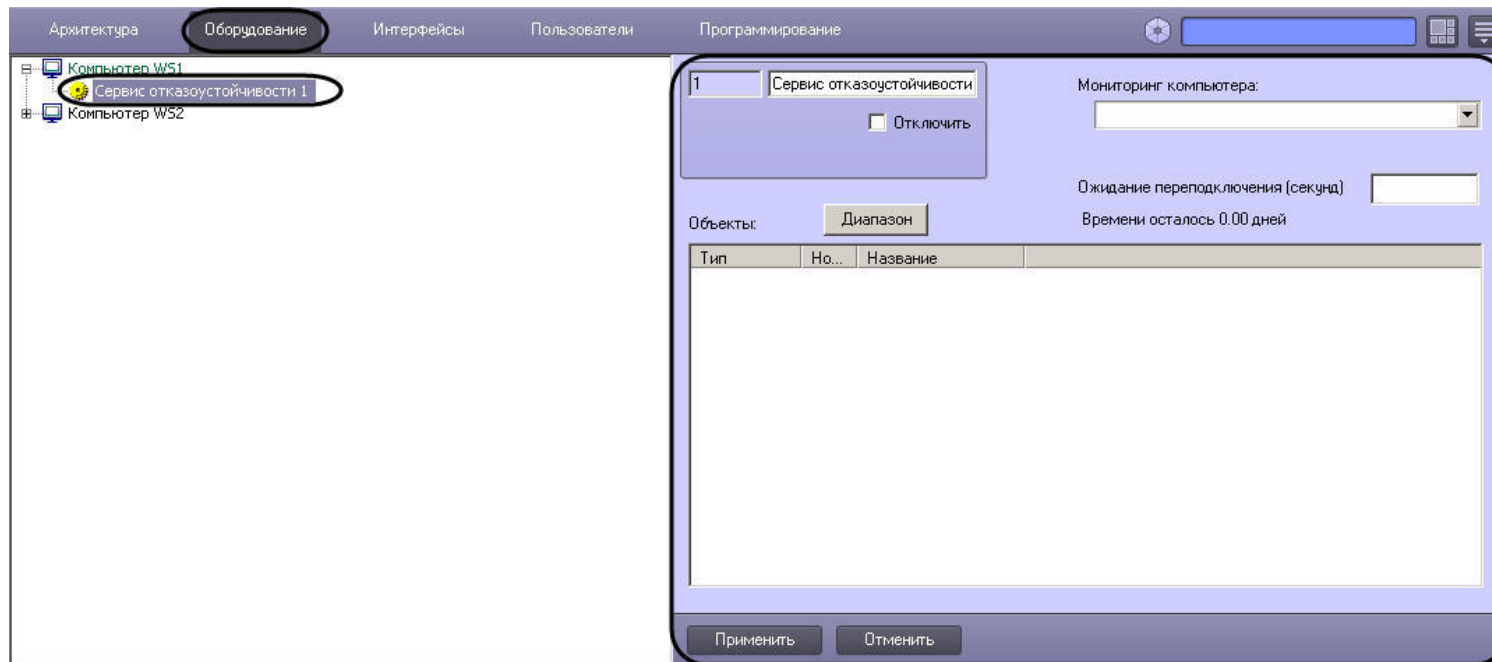 Архитектура Оборудование Интерфейсы Пользователи Программирование
Компьютер WS1
Сервис отказоустойчивости 1
Компьютер WS2
1 Сервис отказоустойчивости
Отключить
Мониторинг компьютера:
Ожидание переподключения (секунд)
Времени осталось 0.00 дней
Объекты: Диапазон
Тип Но... Название
Применить Отменить